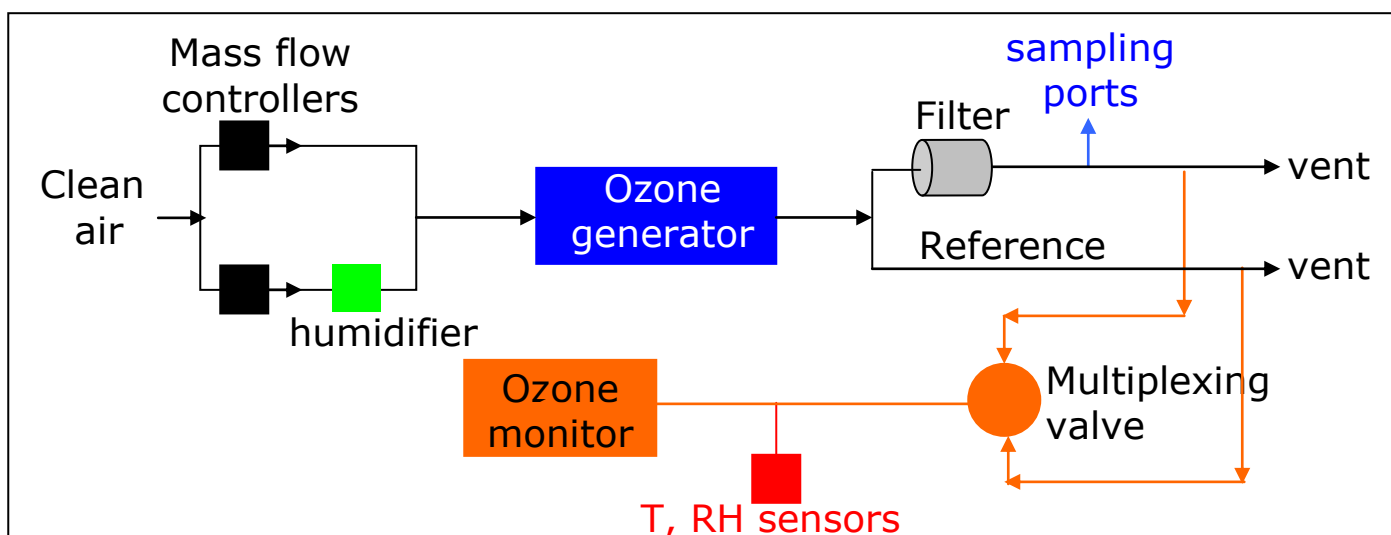 Mass flow
controllers
Clean
air
humidifier
Ozone
generator
Filter
sampling
ports
vent
Reference
vent
Multiplexing
valve
Ozone
monitor
T, RH sensors